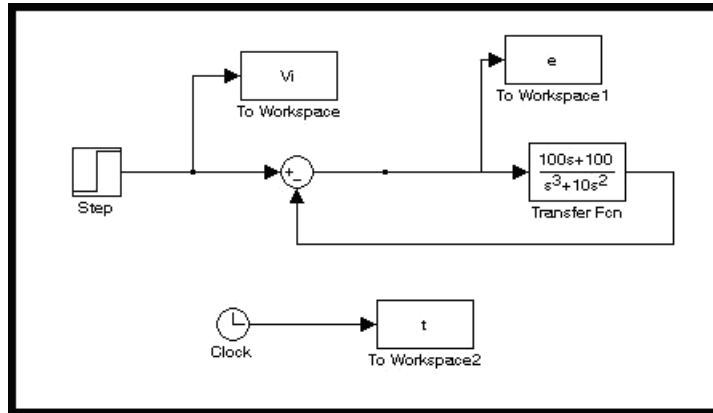 Vi
To Workspace
e
To Workspace1
Step
+
−
100s+100
s³+10s²
Transfer Fcn
Clock
t
To Workspace2